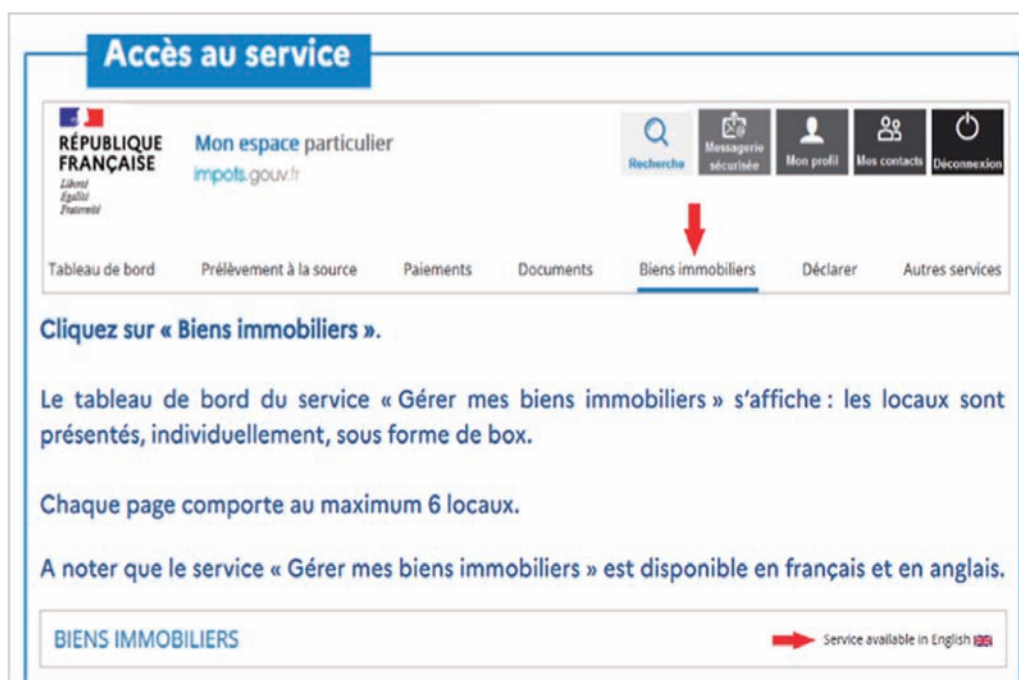 Accès au service
RÉPUBLIQUE
FRANÇAISE
Liberté
Égalité
Fraternité
Mon espace particulier
impots.gouv.fr
Recherche
Messagerie
sécurisée
Mon profil
Mes contacts
Déconnexion
Tableau de bord Prélèvement à la source Paiements Documents Biens immobiliers Déclarer Autres services
Cliquez sur « Biens immobiliers ».
Le tableau de bord du service « Gérer mes biens immobiliers » s'affiche : les locaux sont
présentés, individuellement, sous forme de box.
Chaque page comporte au maximum 6 locaux.
A noter que le service « Gérer mes biens immobiliers » est disponible en français et en anglais.
BIENS IMMOBILIERS Service available in English